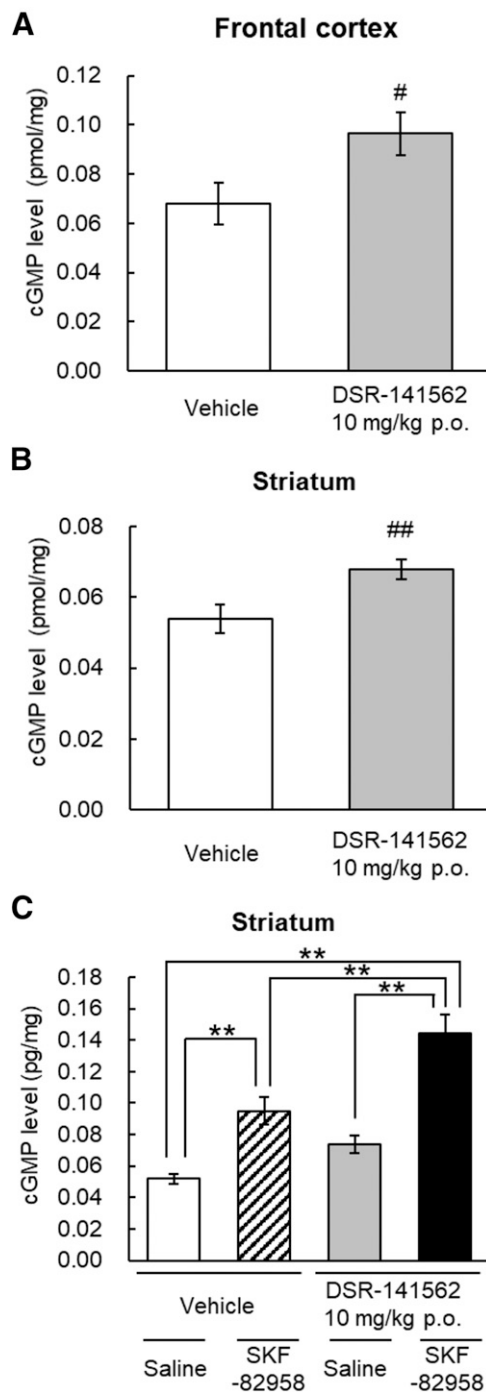 A
Frontal cortex
cGMP level (pmol/mg)
0.12
0.10
0.08
0.06
0.04
0.02
0.00
#
Vehicle
DSR-141562
10 mg/kg p.o.
B
Striatum
cGMP level (pmol/mg)
0.08
0.06
0.04
0.02
0.00
##
Vehicle
DSR-141562
10 mg/kg p.o.
C
Striatum
cGMP level (pg/mg)
0.18
0.16
0.14
0.12
0.10
0.08
0.06
0.04
0.02
0.00
**
**
**
**
Vehicle
DSR-141562
10 mg/kg p.o.
Saline
SKF
-82958
Saline
SKF
-82958